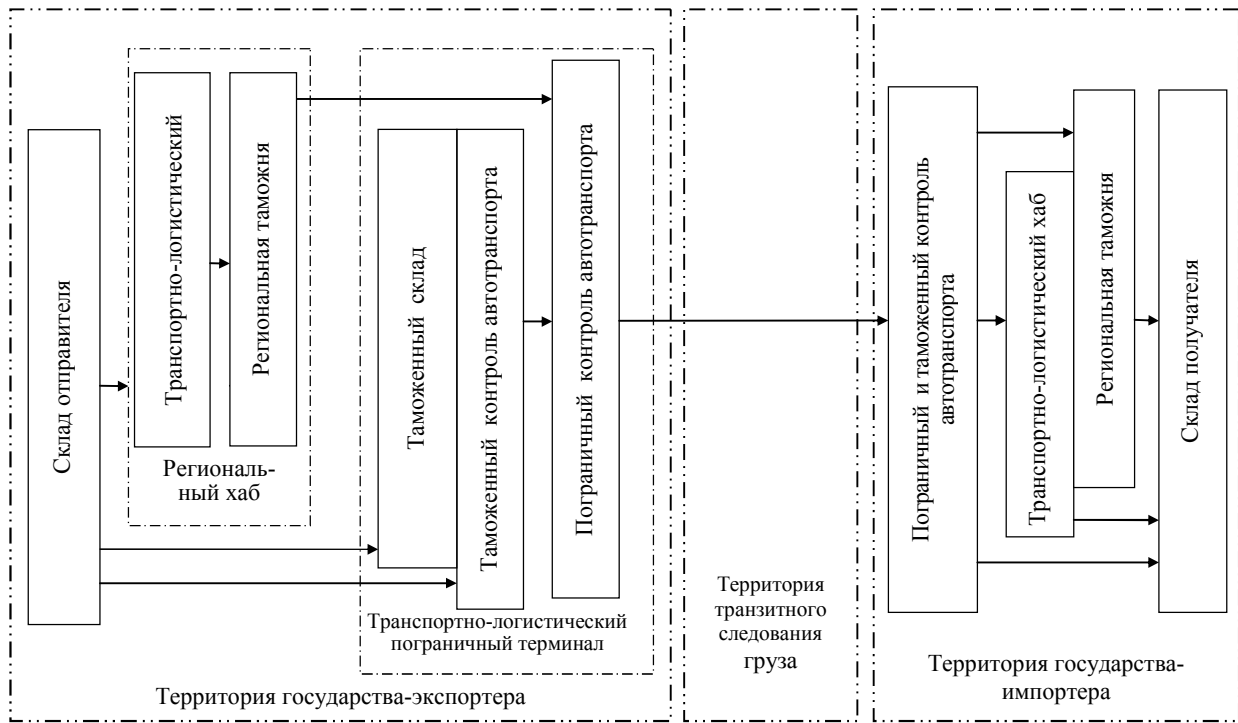 Склад отправителя
Транспортно-логистический
Региональная таможня
Региональ-
ный хаб
Таможенный склад
Таможенный контроль автотранспорта
Пограничный контроль автотранспорта
Транспортно-логистический
пограничный терминал
Территория государства-экспортера
Территория
транзитного
следования
груза
Пограничный и таможенный контроль
автотранспорта
Транспортно-логистический хаб
Региональная таможня
Склад получателя
Территория государства-
импортера